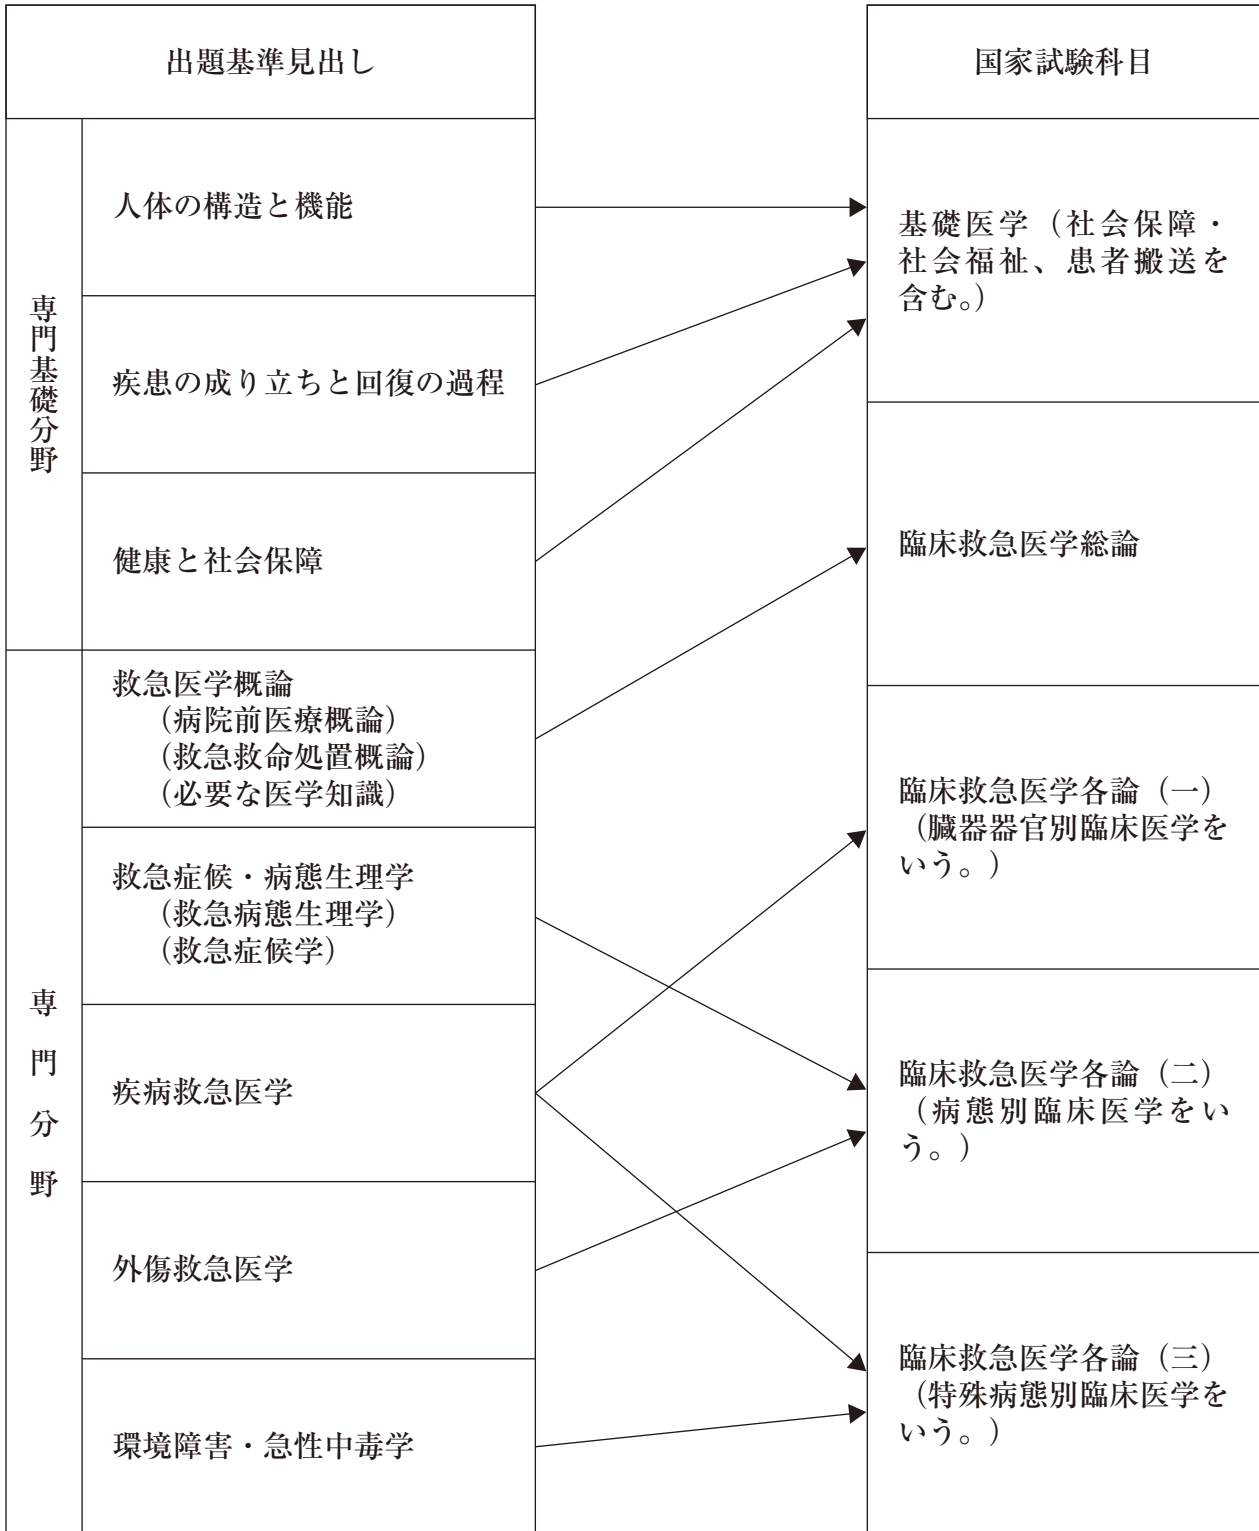 出題基準見出し
国家試験科目
専門基礎分野
人体の構造と機能
疾患の成り立ちと回復の過程
健康と社会保障
専門分野
救急医学概論
（病院前医療概論）
（救急救命処置概論）
（必要な医学知識）
救急症候・病態生理学
（救急病態生理学）
（救急症候学）
疾病救急医学
外傷救急医学
環境障害・急性中毒学
基礎医学（社会保障・
社会福祉、患者搬送を
含む。）
臨床救急医学総論
臨床救急医学各論（一）
（臓器器官別臨床医学を
いう。）
臨床救急医学各論（二）
（病態別臨床医学をい
う。）
臨床救急医学各論（三）
（特殊病態別臨床医学を
いう。）